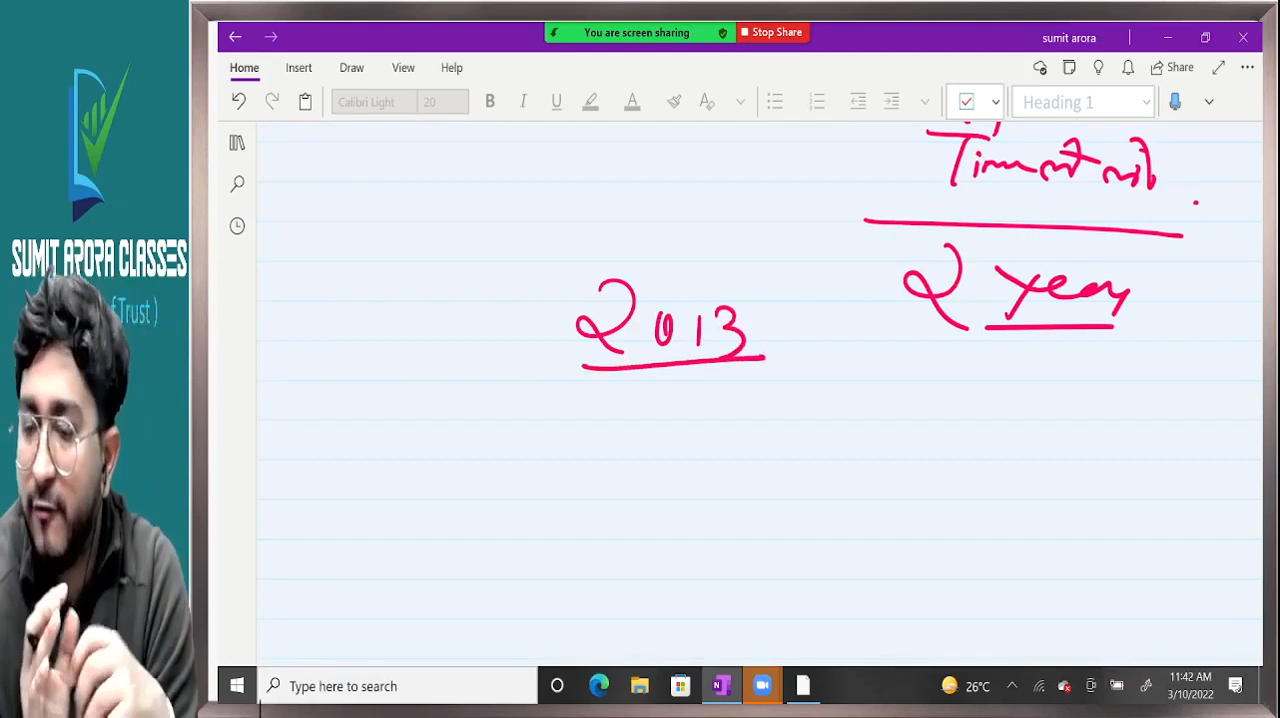 You are screen sharing
Stop Share
sumit arora
Home Insert Draw View Help
Share
Calibri Light 20 B I U A Heading 1
2 Year
2013
SUMIT ARORA CLASSES
of Trust )
Type here to search
26°C
11:42 AM
3/10/2022